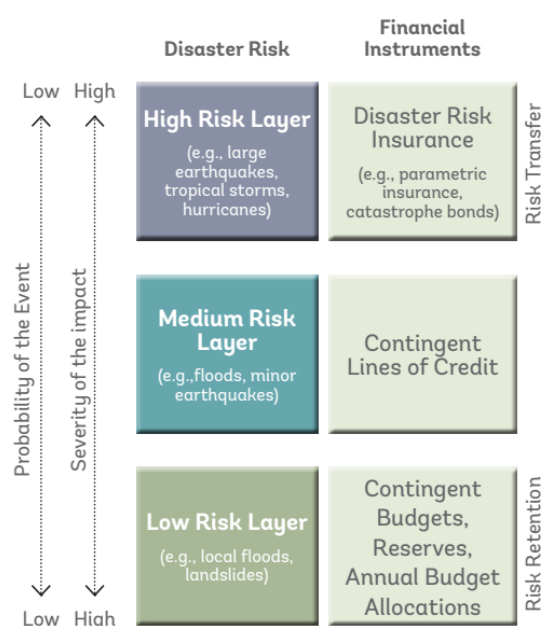 Disaster Risk
Financial
Instruments
Low High
High Risk Layer
(e.g., large
earthquakes,
tropical storms,
hurricanes)
Disaster Risk
Insurance
(e.g., parametric
insurance,
catastrophe bonds)
Risk Transfer
Probability of the Event
Severity of the impact
Medium Risk
Layer
(e.g.,floods, minor
earthquakes)
Contingent
Lines of Credit
Low Risk Layer
(e.g., local floods,
landslides)
Contingent
Budgets,
Reserves,
Annual Budget
Allocations
Risk Retention
Low High